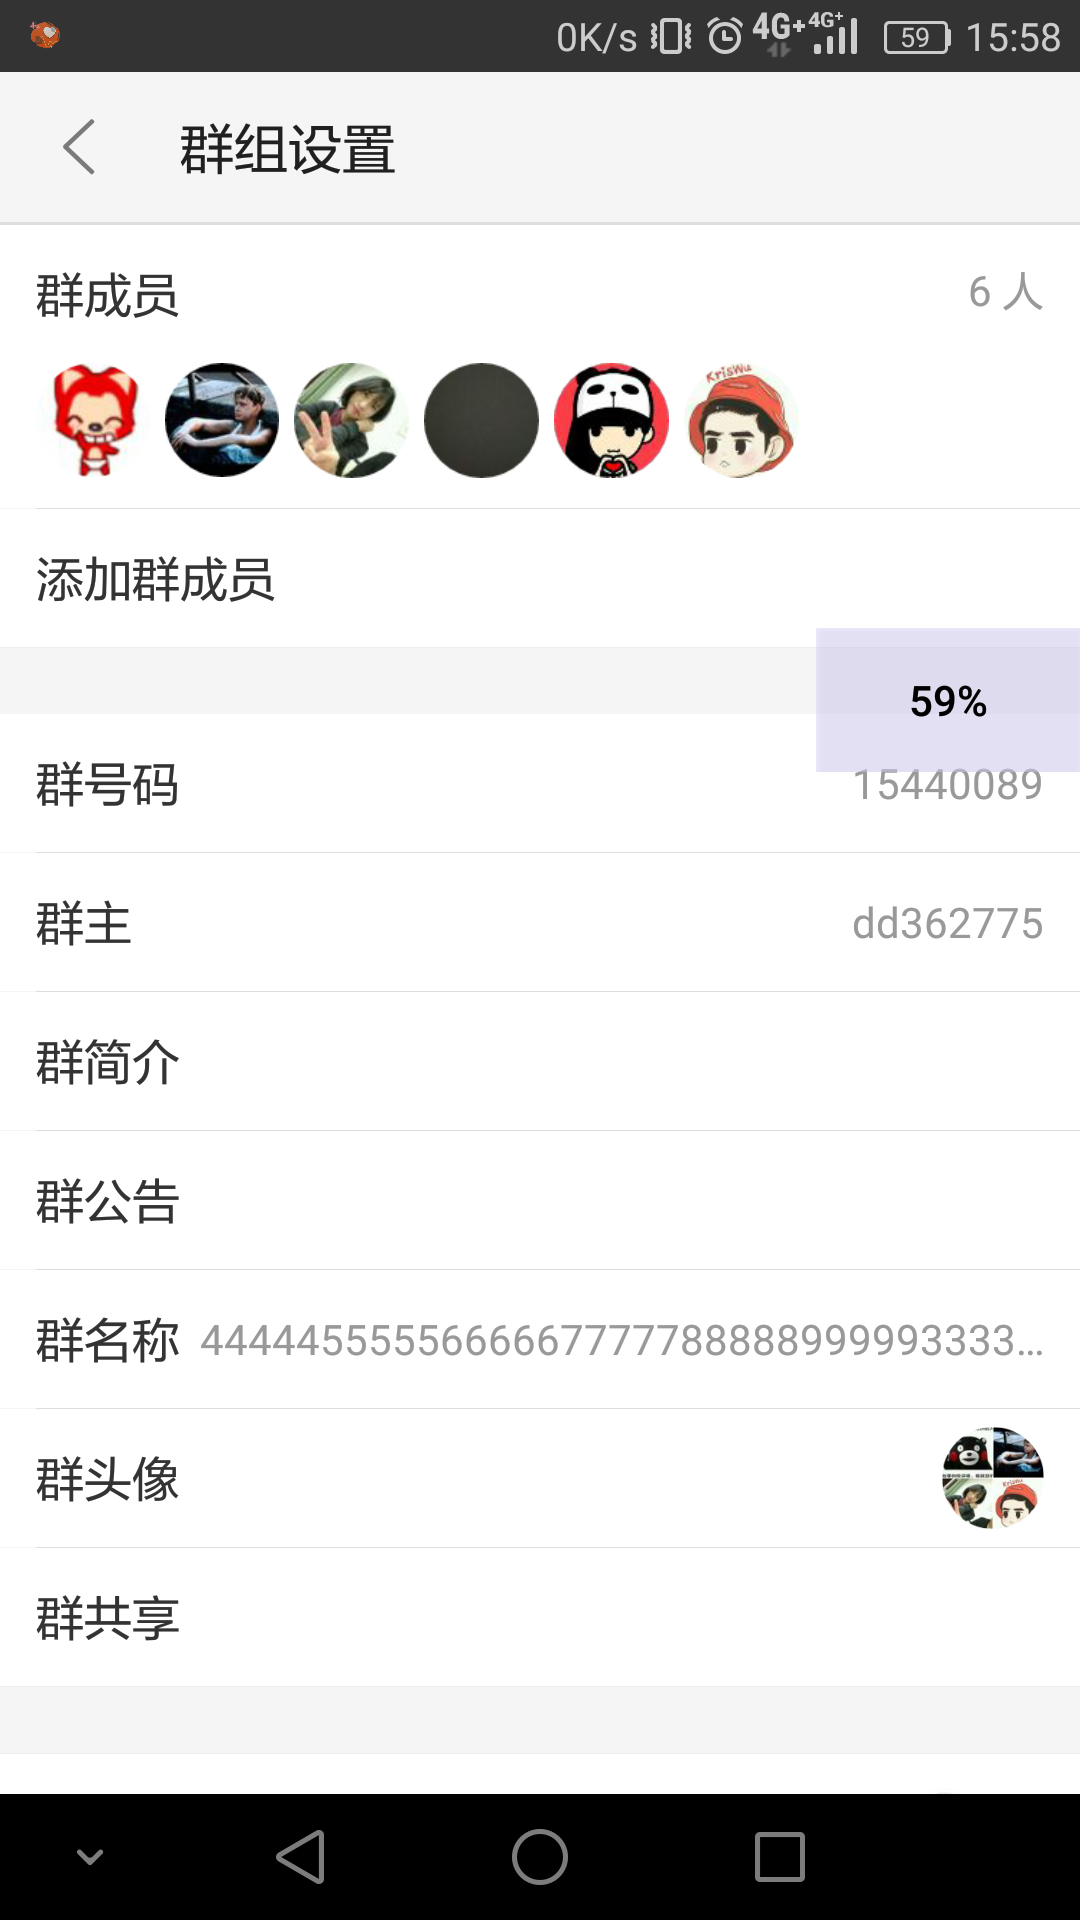 0K/s 4G+ 4G+ 59 15:58
群组设置
群成员 6 人
KrisWu
添加群成员
59%
群号码 15440089
群主 dd362775
群简介
群公告
群名称 44444555556666677777888889999933333...
群头像
群共享